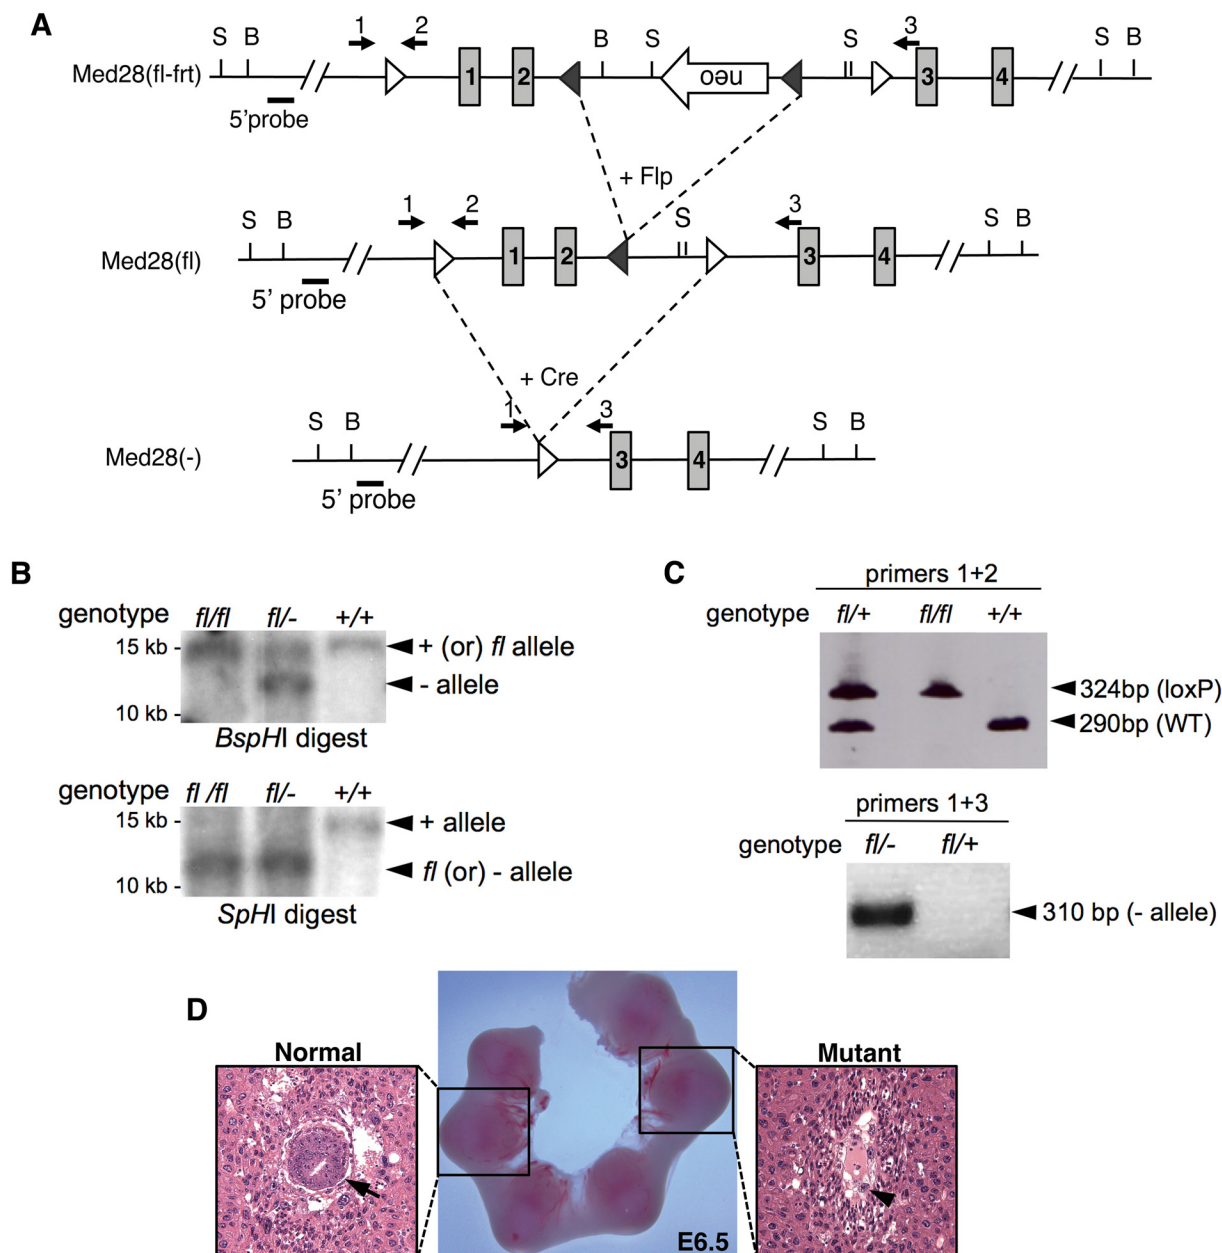 A
1 2 3
S B B S S S B
Med28(fl-frt) 1 2 neo 3 4
5'probe
+ Flp
1 2 3
S B S S B
Med28(fl) 1 2 3 4
5' probe
+ Cre
1 3
S B S B
Med28(-) 3 4
5' probe
B
genotype fl/fl fl/- +/+
15 kb - + (or) fl allele
- allele
10 kb -
BspHI digest
genotype fl /fl fl/- +/+
15 kb - + allele
fl (or) - allele
10 kb -
SpHI digest
C
primers 1+2
genotype fl/+ fl/fl +/+
324bp (loxP)
290bp (WT)
primers 1+3
genotype fl/- fl/+
310 bp (- allele)
D
Normal
Mutant
E6.5